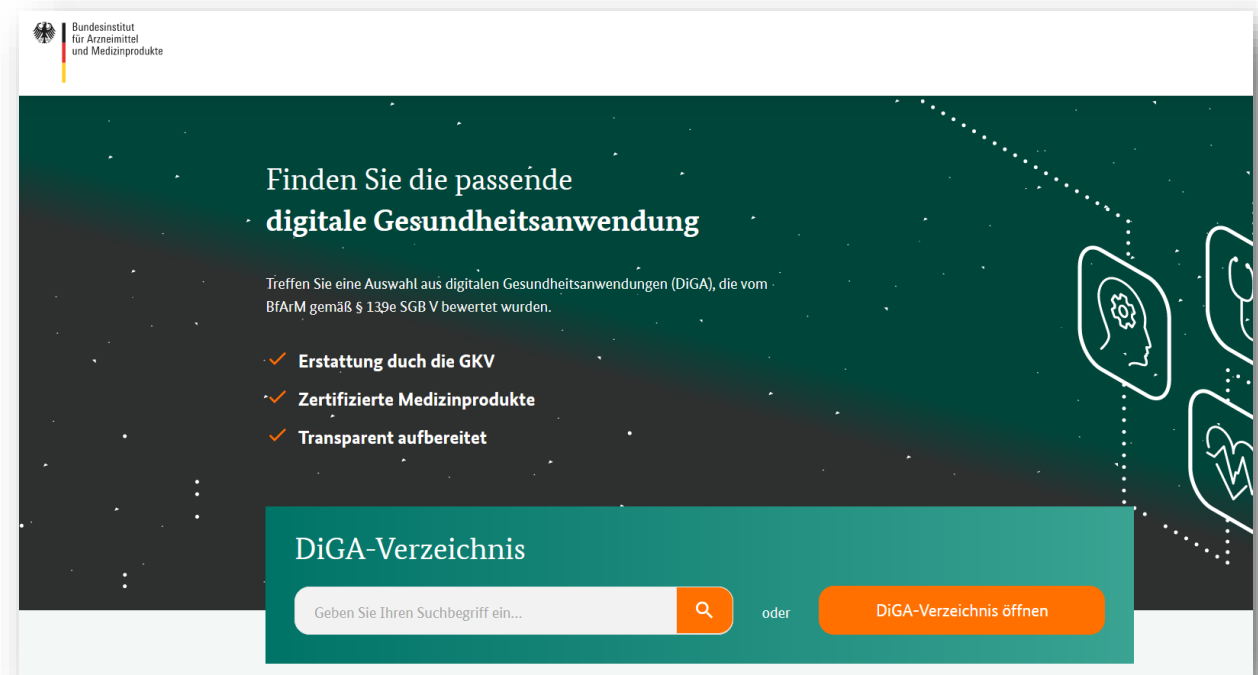 Bundesinstitut
für Arzneimittel
und Medizinprodukte
Finden Sie die passende
digitale Gesundheitsanwendung
Treffen Sie eine Auswahl aus digitalen Gesundheitsanwendungen (DiGA), die vom
BfArM gemäß § 139e SGB V bewertet wurden.
Erstattung duch die GKV
Zertifizierte Medizinprodukte
Transparent aufbereitet
DiGA-Verzeichnis
Geben Sie Ihren Suchbegriff ein...
oder
DiGA-Verzeichnis öffnen